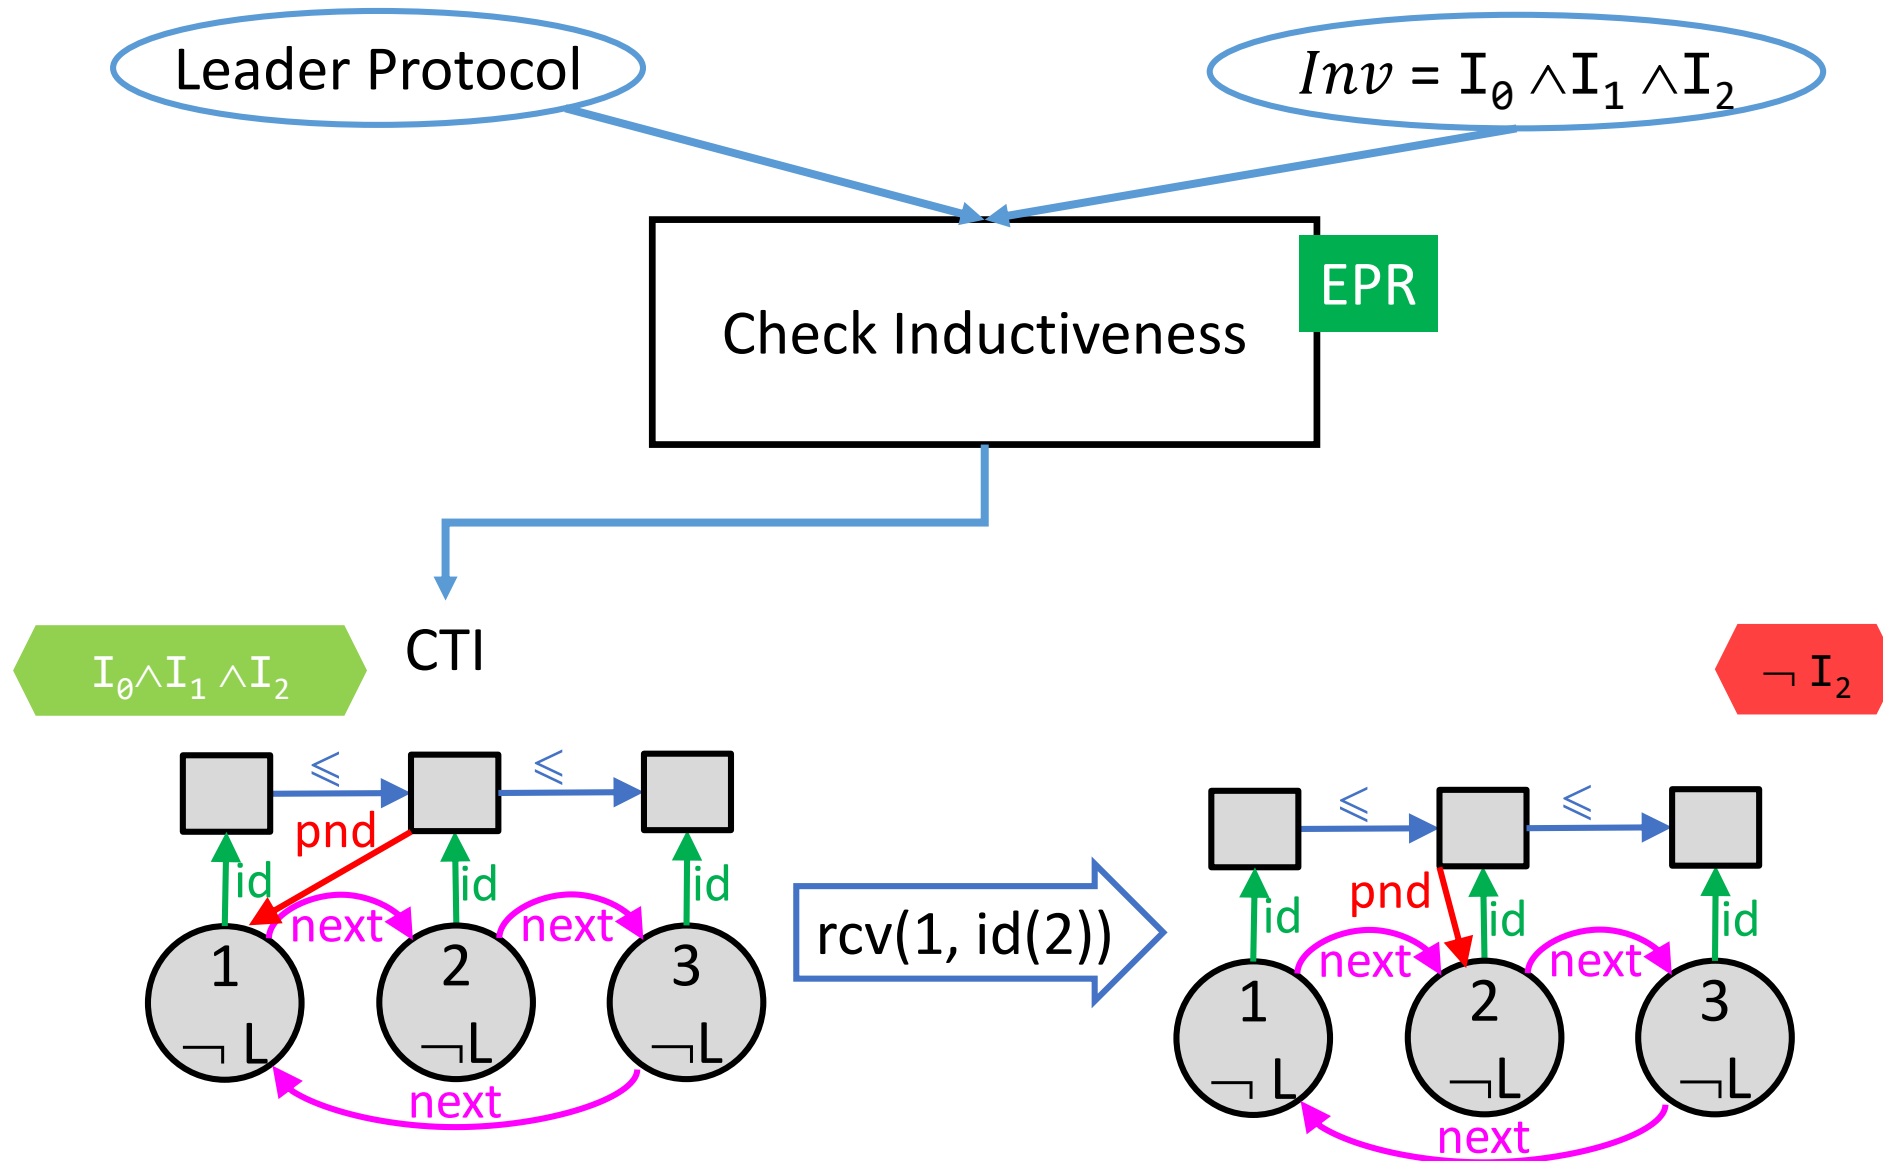 Leader Protocol
Inv = I₀ ∧I₁ ∧I₂
EPR
Check Inductiveness
CTI
I₀∧I₁ ∧I₂
¬ I₂
≤
≤
pnd
id
id
id
next
next
1
¬ L
2
¬L
3
¬L
next
rcv(1, id(2))
≤
≤
pnd
id
id
id
next
next
1
¬ L
2
¬L
3
¬L
next